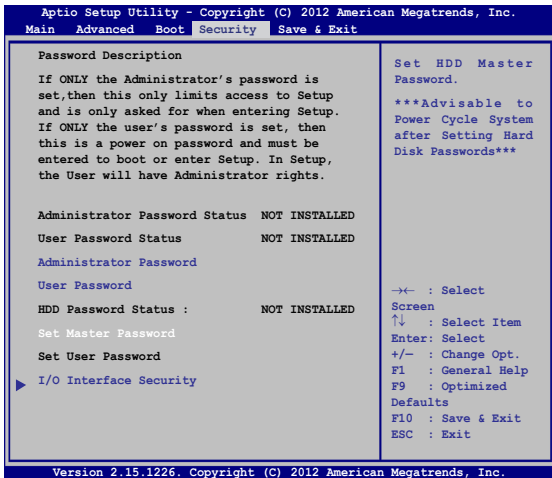 Aptio Setup Utility - Copyright (C) 2012 American Megatrends, Inc.
Main Advanced Boot Security Save & Exit
Password Description
If ONLY the Administrator's password is
set,then this only limits access to Setup
and is only asked for when entering Setup.
If ONLY the user's password is set, then
this is a power on password and must be
entered to boot or enter Setup. In Setup,
the User will have Administrator rights.
Administrator Password Status NOT INSTALLED
User Password Status NOT INSTALLED
Administrator Password
User Password
HDD Password Status : NOT INSTALLED
Set Master Password
Set User Password
I/O Interface Security
Set HDD Master
Password.
***Advisable to
Power Cycle System
after Setting Hard
Disk Passwords***
→← : Select
Screen
↑↓ : Select Item
Enter: Select
+/− : Change Opt.
F1 : General Help
F9 : Optimized
Defaults
F10 : Save & Exit
ESC : Exit
Version 2.15.1226. Copyright (C) 2012 American Megatrends, Inc.